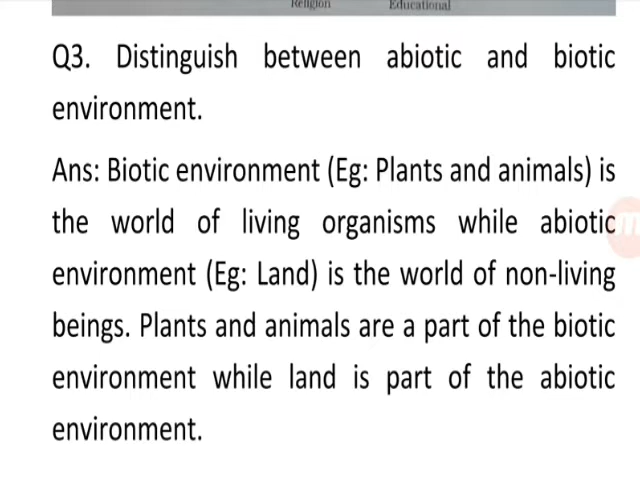 Religion Educational
Q3. Distinguish between abiotic and biotic
environment.
Ans: Biotic environment (Eg: Plants and animals) is
the world of living organisms while abiotic
environment (Eg: Land) is the world of non-living
beings. Plants and animals are a part of the biotic
environment while land is part of the abiotic
environment.